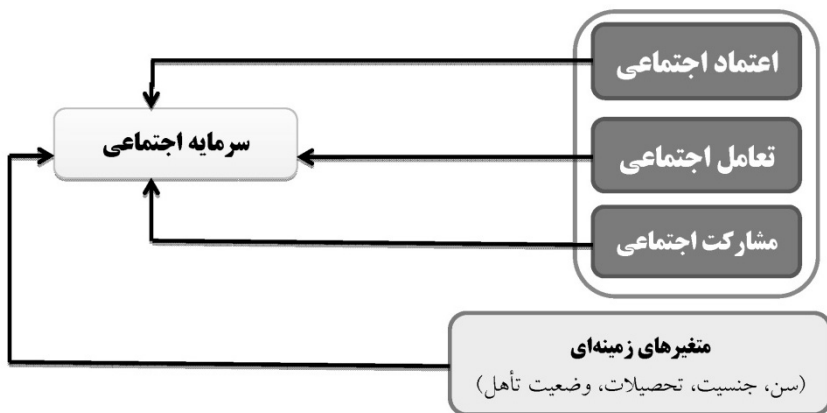 اعتماد اجتماعی
سرمایه اجتماعی
تعامل اجتماعی
مشارکت اجتماعی
متغیرهای زمینه‌ای
(سن، جنسیت، تحصیلات، وضعیت تأهل)